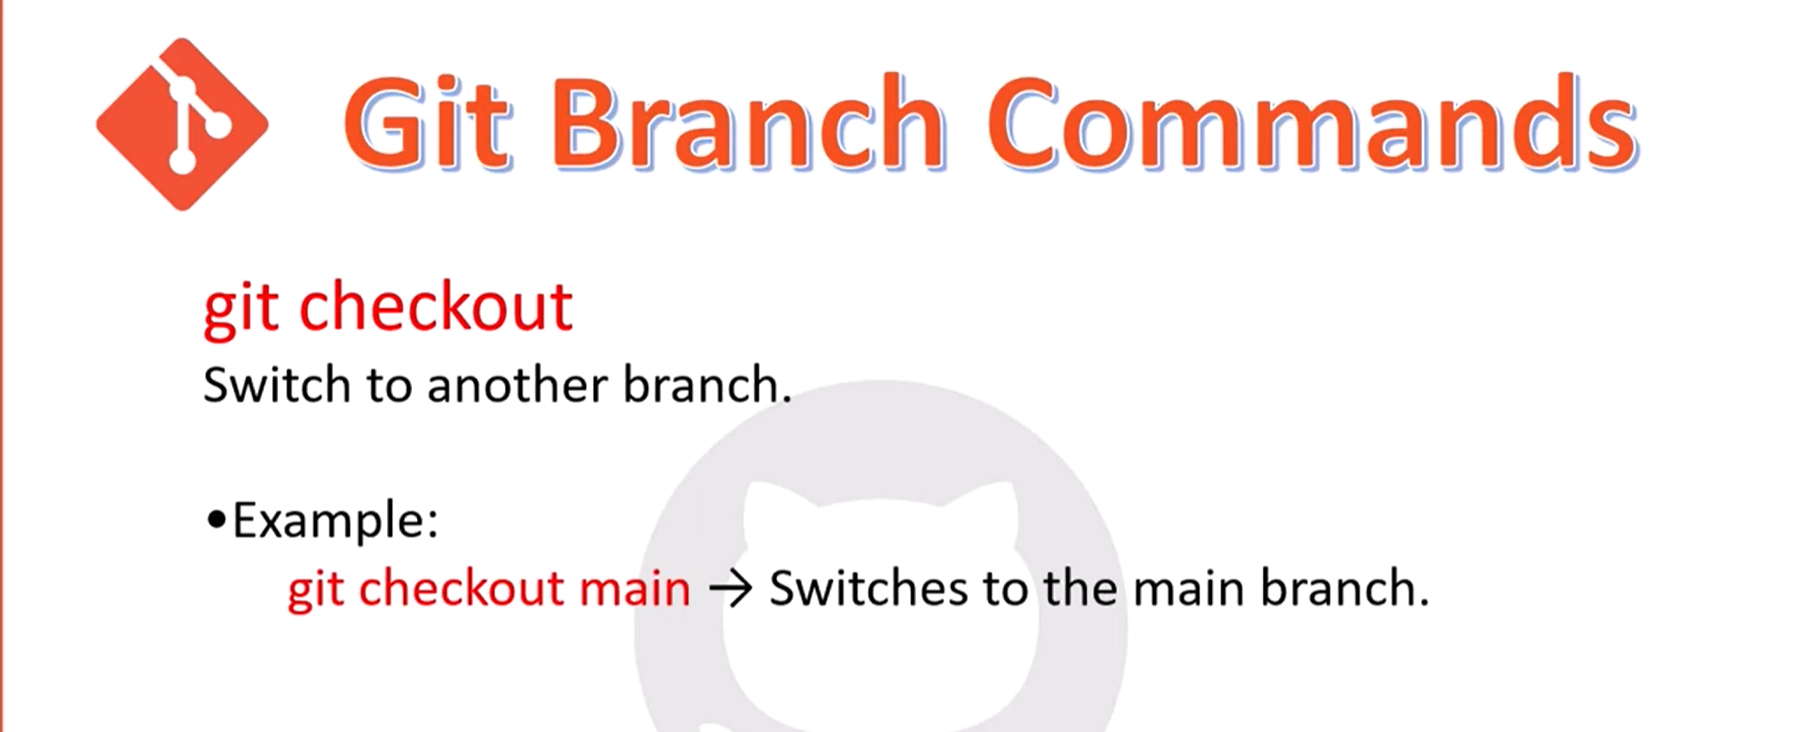 Git Branch Commands
git checkout
Switch to another branch.
•Example:
git checkout main → Switches to the main branch.